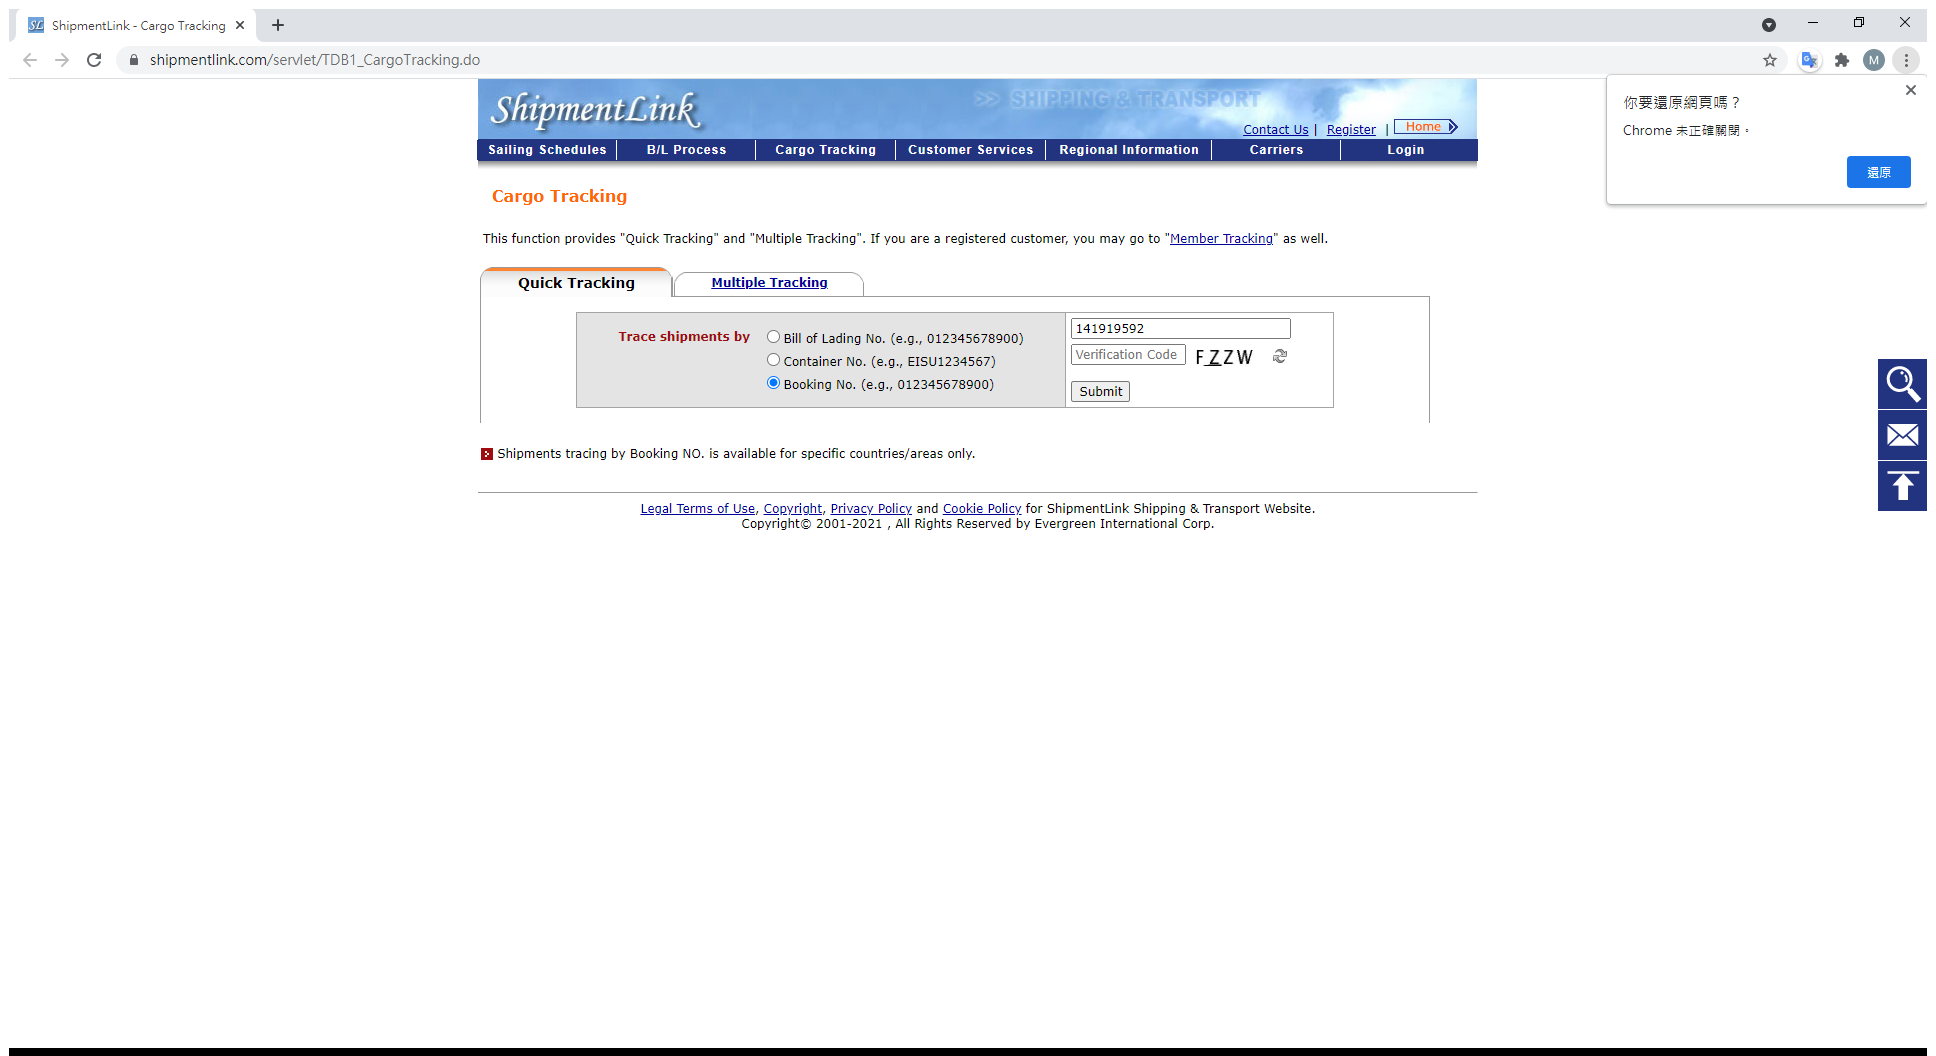 ShipmentLink - Cargo Tracking
shipmentlink.com/servlet/TDB1_CargoTracking.do
M
你要還原網頁嗎？
Chrome 未正確關閉。
還原
ShipmentLink
>> SHIPPING & TRANSPORT
Contact Us | Register | Home
Sailing Schedules B/L Process Cargo Tracking Customer Services Regional Information Carriers Login
Cargo Tracking
This function provides "Quick Tracking" and "Multiple Tracking". If you are a registered customer, you may go to "Member Tracking" as well.
Quick Tracking Multiple Tracking
Trace shipments by
Bill of Lading No. (e.g., 012345678900)
Container No. (e.g., EISU1234567)
Booking No. (e.g., 012345678900)
141919592
Verification Code FZZW
Submit
Shipments tracing by Booking NO. is available for specific countries/areas only.
Legal Terms of Use, Copyright, Privacy Policy and Cookie Policy for ShipmentLink Shipping & Transport Website.
Copyright© 2001-2021 , All Rights Reserved by Evergreen International Corp.